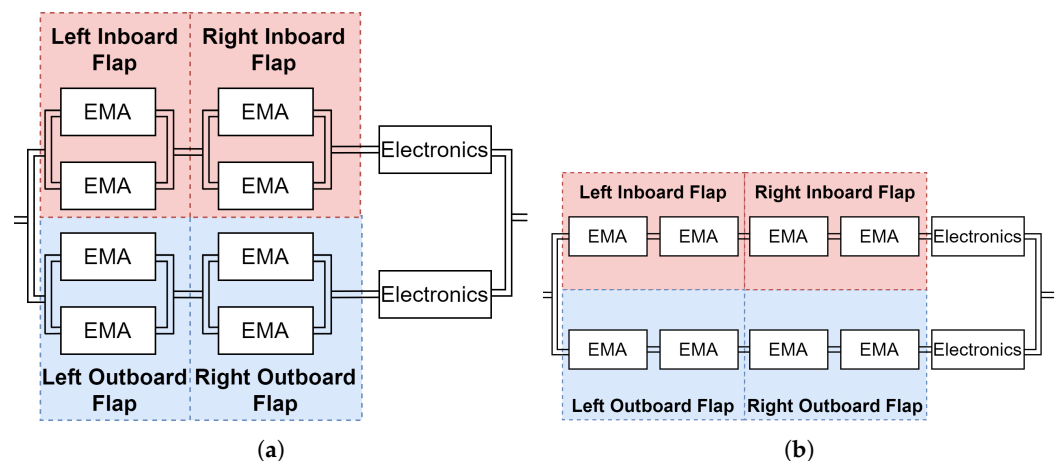 Left Inboard Flap
Right Inboard Flap
EMA
EMA
EMA
EMA
Electronics
EMA
EMA
EMA
EMA
Electronics
Left Outboard Flap
Right Outboard Flap
(a)
Left Inboard Flap
Right Inboard Flap
EMA
EMA
EMA
EMA
Electronics
EMA
EMA
EMA
EMA
Electronics
Left Outboard Flap
Right Outboard Flap
(b)